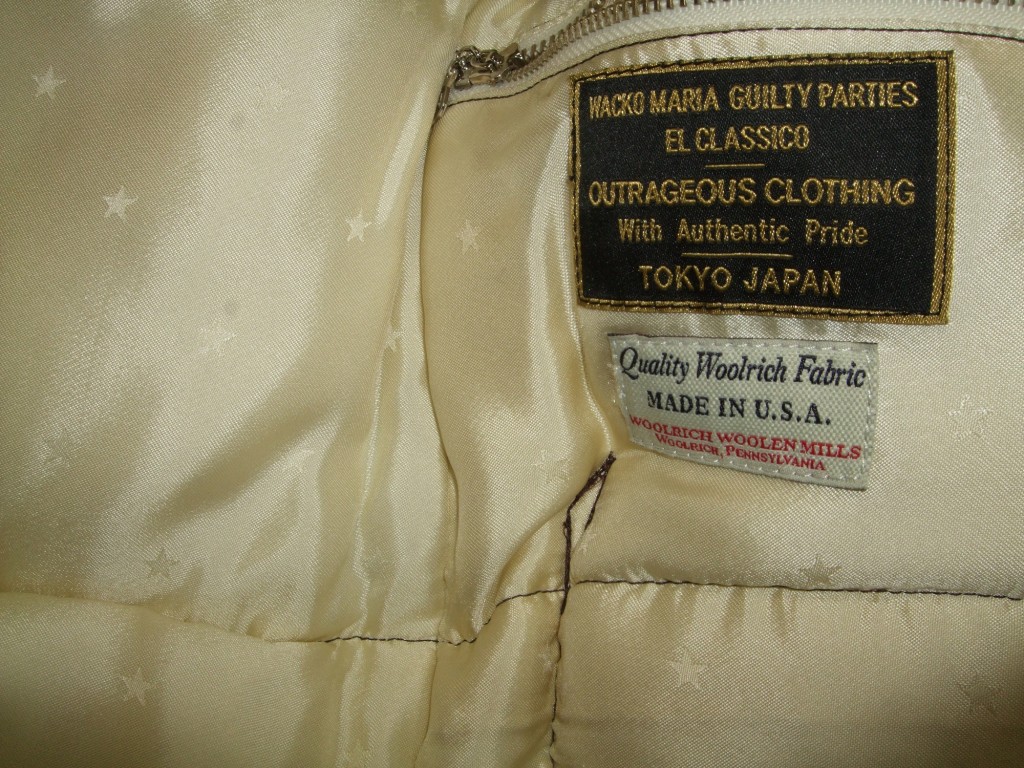 WACKO MARIA GUILTY PARTIES
EL CLASSICO
OUTRAGEOUS CLOTHING
With Authentic Pride
TOKYO JAPAN
Quality Woolrich Fabric
MADE IN U.S.A.
WOOLRICH WOOLEN MILLS
WOOLRICH, PENNSYLVANIA